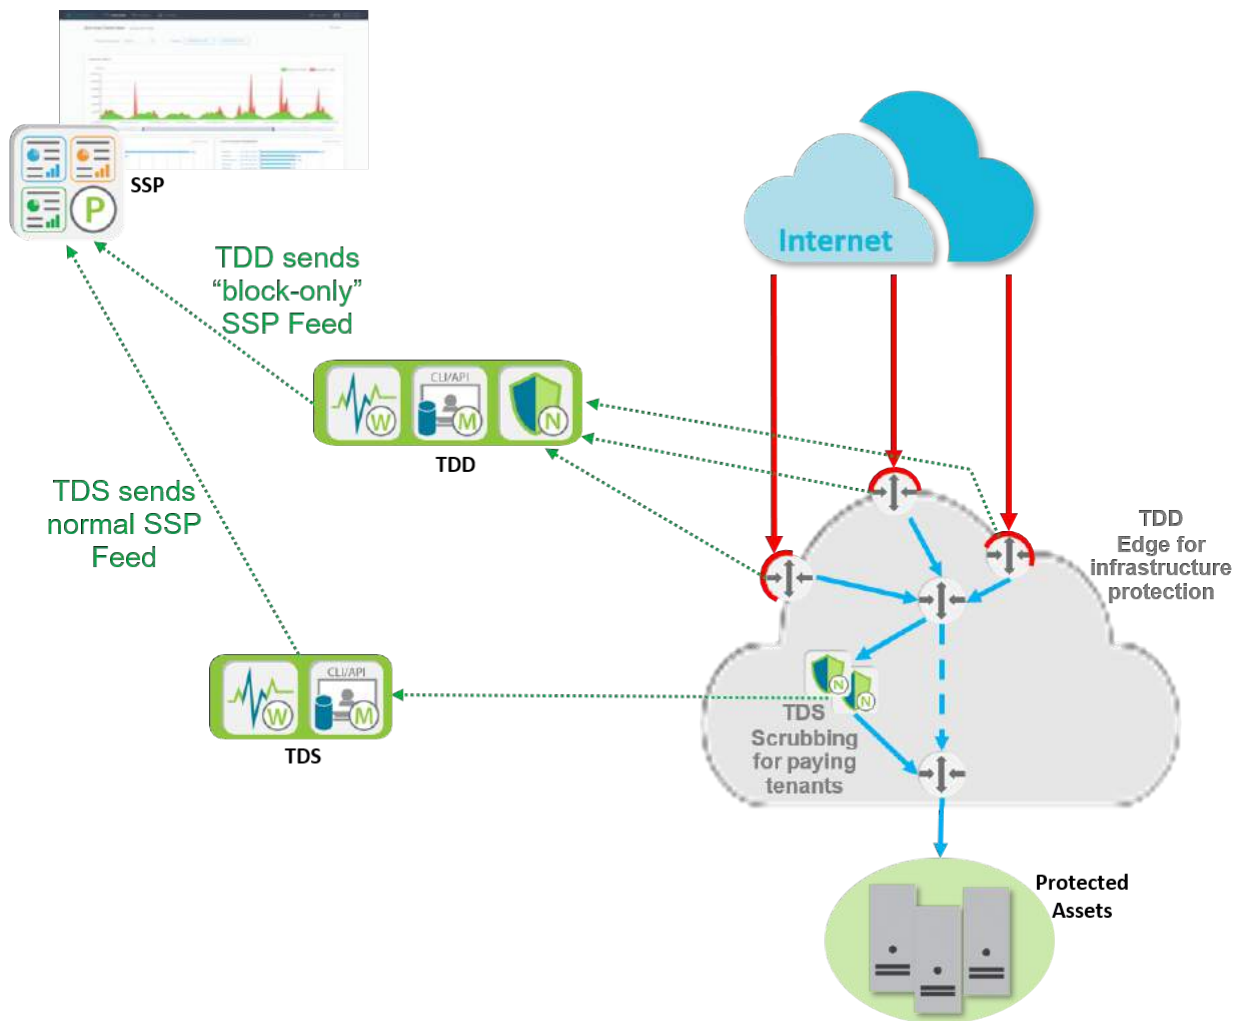 SSP
P
Internet
TDD sends
“block-only”
SSP Feed
CLI/API
W
M
N
TDD
TDS sends
normal SSP
Feed
TDD
Edge for
infrastructure
protection
N
N
CLI/API
W
M
TDS
TDS
Scrubbing
for paying
tenants
Protected
Assets